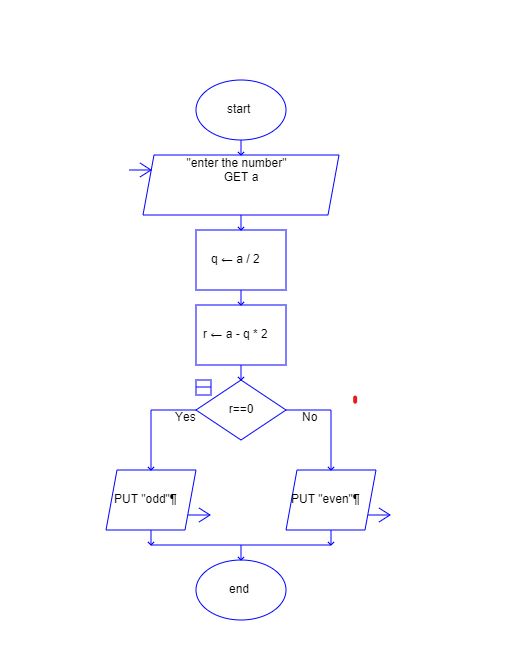 start
"enter the number"
GET a
q ← a / 2
r ← a - q * 2
r==0
Yes
No
PUT "odd"¶
PUT "even"¶
end